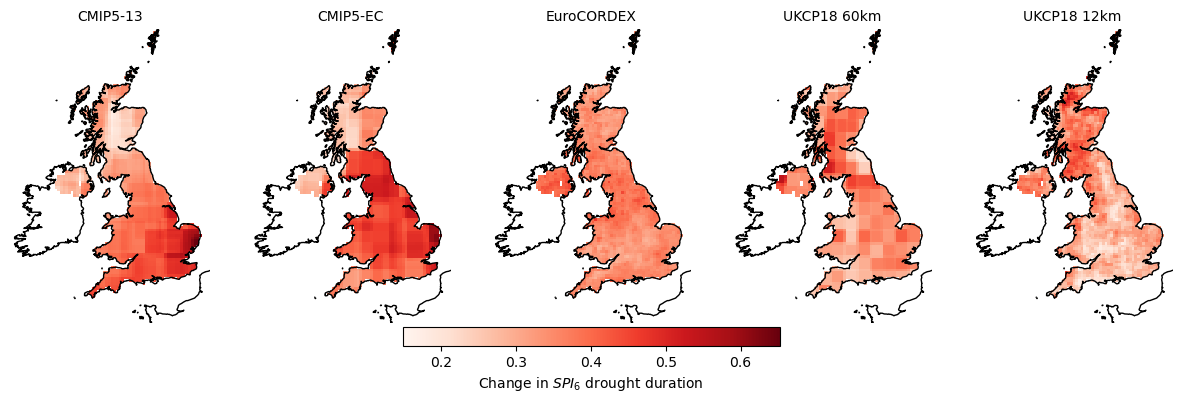 CMIP5-13 CMIP5-EC EuroCORDEX UKCP18 60km UKCP18 12km
0.2 0.3 0.4 0.5 0.6
Change in SPI₆ drought duration